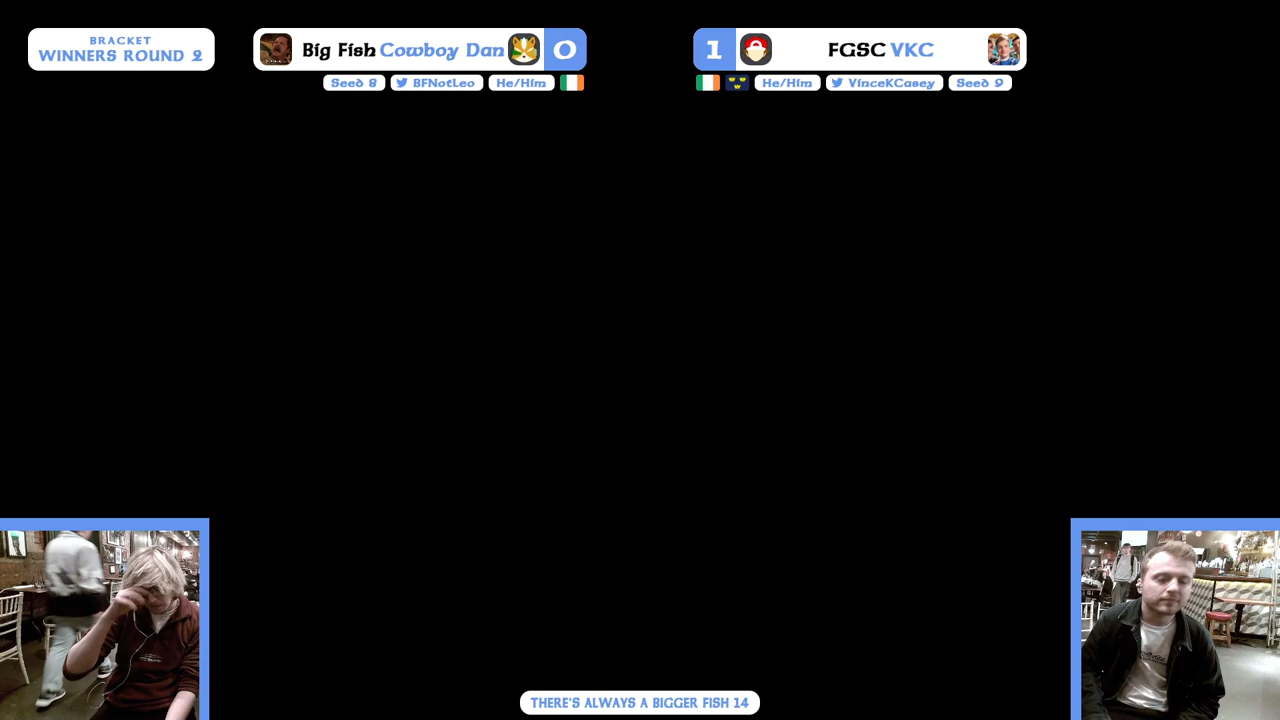 BRACKET
WINNERS ROUND 2
Big Fish Cowboy Dan 0
Seed 8 BFNotLeo He/Him
1 FGSC VKC
He/Him VinceKCasey Seed 9
THERE'S ALWAYS A BIGGER FISH 14